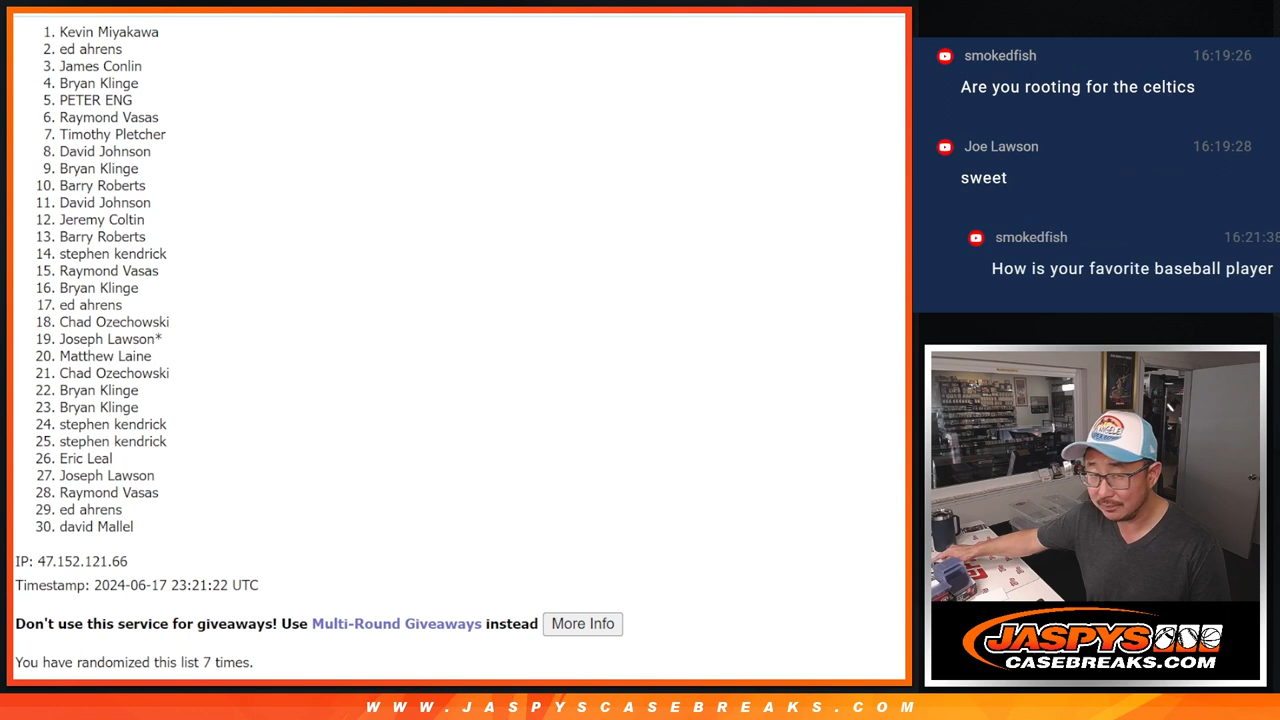 1. Kevin Miyakawa
2. ed ahrens
3. James Conlin
4. Bryan Klinge
5. PETER ENG
6. Raymond Vasas
7. Timothy Pletcher
8. David Johnson
9. Bryan Klinge
10. Barry Roberts
11. David Johnson
12. Jeremy Coltin
13. Barry Roberts
14. stephen kendrick
15. Raymond Vasas
16. Bryan Klinge
17. ed ahrens
18. Chad Ozechowski
19. Joseph Lawson*
20. Matthew Laine
21. Chad Ozechowski
22. Bryan Klinge
23. Bryan Klinge
24. stephen kendrick
25. stephen kendrick
26. Eric Leal
27. Joseph Lawson
28. Raymond Vasas
29. ed ahrens
30. david Mallel
IP: 47.152.121.66
Timestamp: 2024-06-17 23:21:22 UTC
Don't use this service for giveaways! Use Multi-Round Giveaways instead More Info
You have randomized this list 7 times.
smokedfish 16:19:26
Are you rooting for the celtics
Joe Lawson 16:19:28
sweet
smokedfish 16:21:38
How is your favorite baseball player
JASPYS
CASEBREAKS.COM
WWW.JASPYSCASEBREAKS.COM